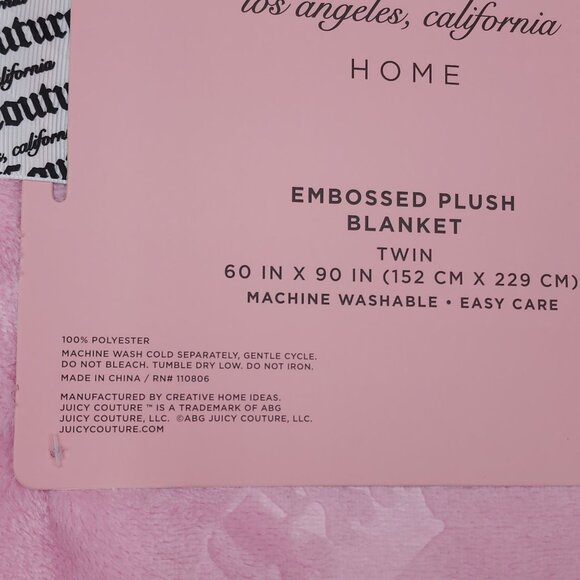 los angeles, california
HOME
EMBOSSED PLUSH
BLANKET
TWIN
60 IN X 90 IN (152 CM X 229 CM)
MACHINE WASHABLE • EASY CARE
100% POLYESTER
MACHINE WASH COLD SEPARATELY, GENTLE CYCLE.
DO NOT BLEACH. TUMBLE DRY LOW. DO NOT IRON.
MADE IN CHINA / RN# 110806
MANUFACTURED BY CREATIVE HOME IDEAS.
JUICY COUTURE ™ IS A TRADEMARK OF ABG
JUICY COUTURE, LLC. ©ABG JUICY COUTURE, LLC.
JUICYCOUTURE.COM